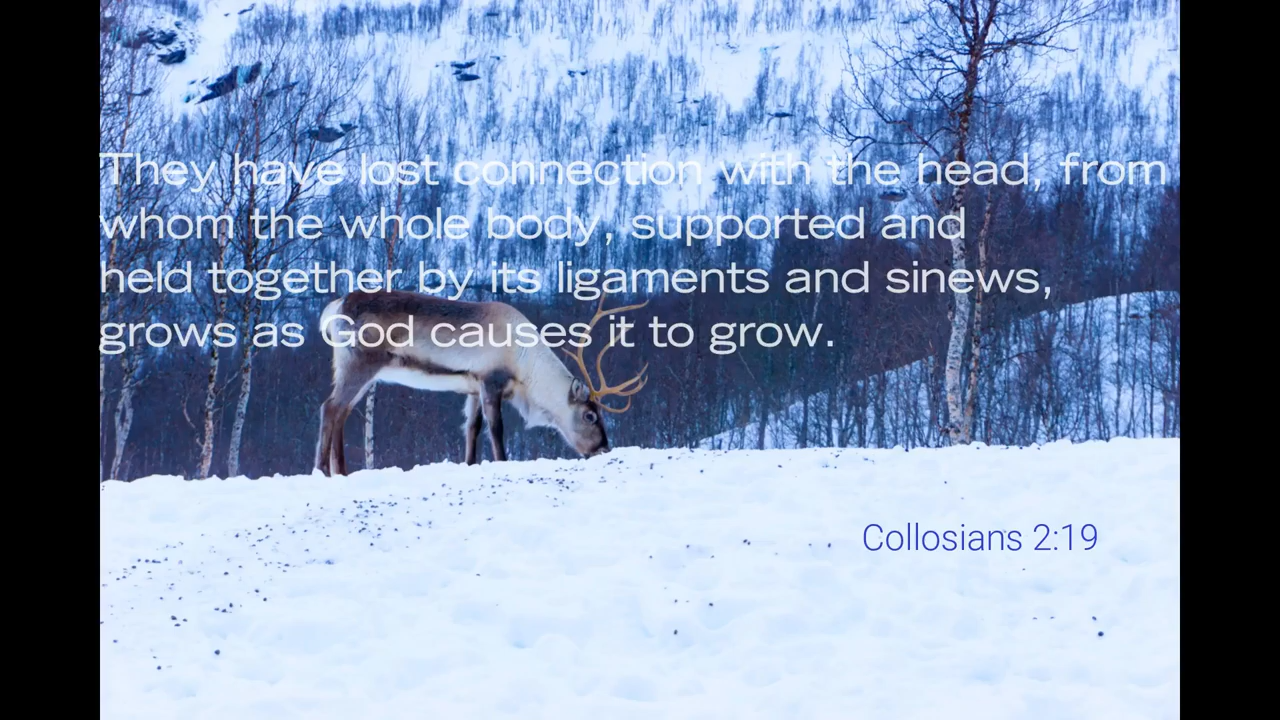 They have lost connection with the head, from
whom the whole body, supported and
held together by its ligaments and sinews,
grows as God causes it to grow.
Collosians 2:19